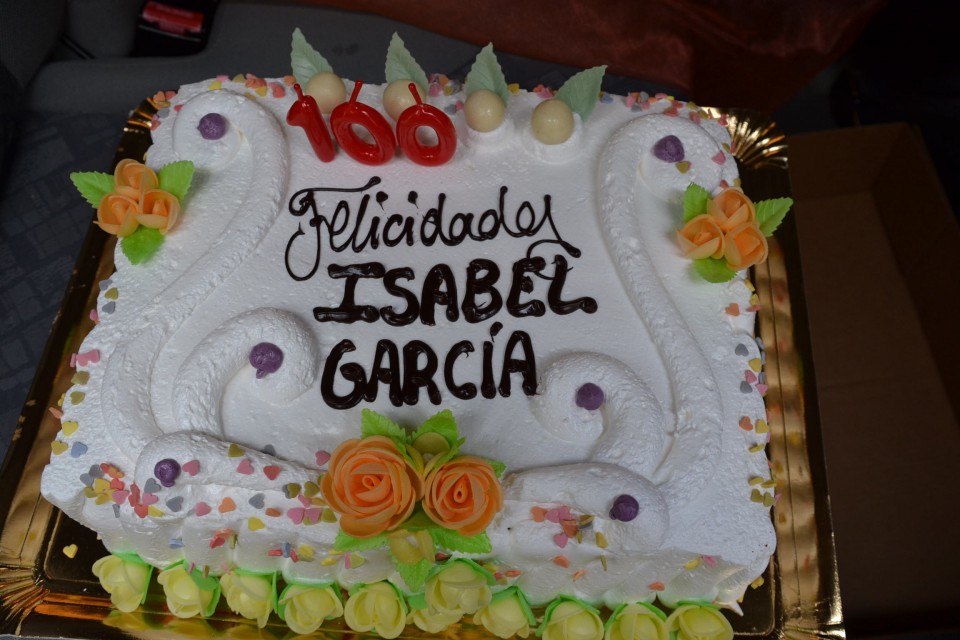 100
Felicidades
ISABEL
GARCÍA